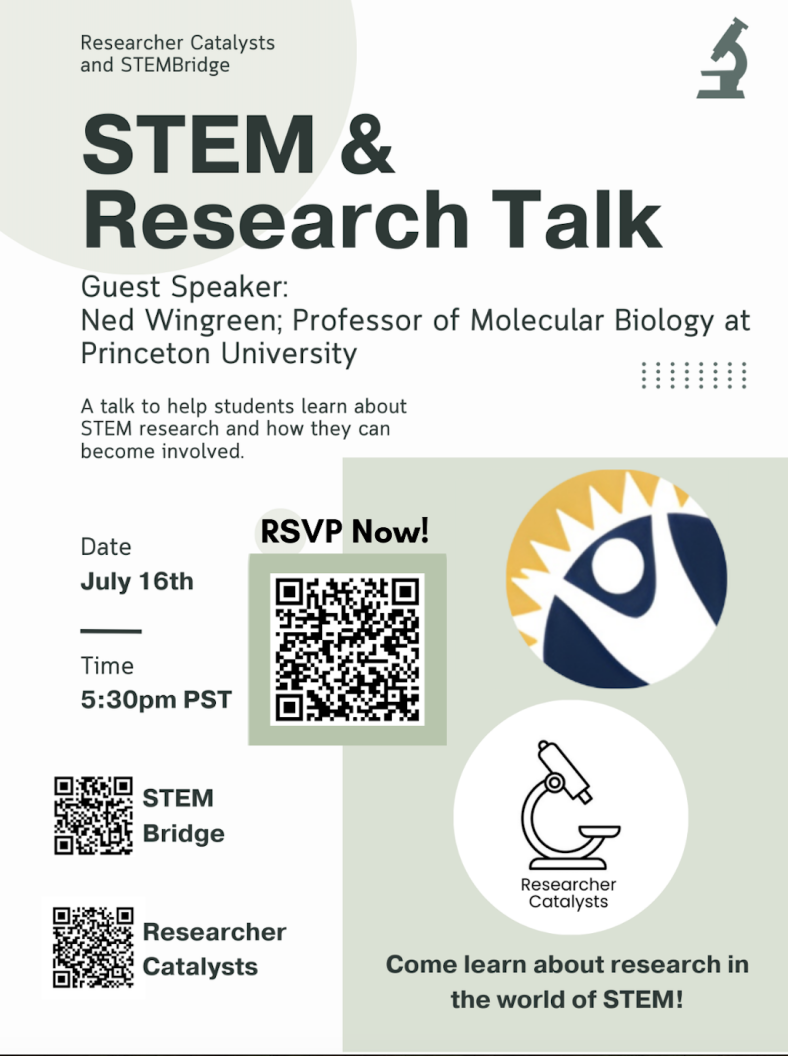 Researcher Catalysts
and STEMBridge
STEM &
Research Talk
Guest Speaker:
Ned Wingreen; Professor of Molecular Biology at
Princeton University
A talk to help students learn about
STEM research and how they can
become involved.
RSVP Now!
Date
July 16th
Time
5:30pm PST
STEM
Bridge
Researcher
Catalysts
Researcher
Catalysts
Come learn about research in
the world of STEM!